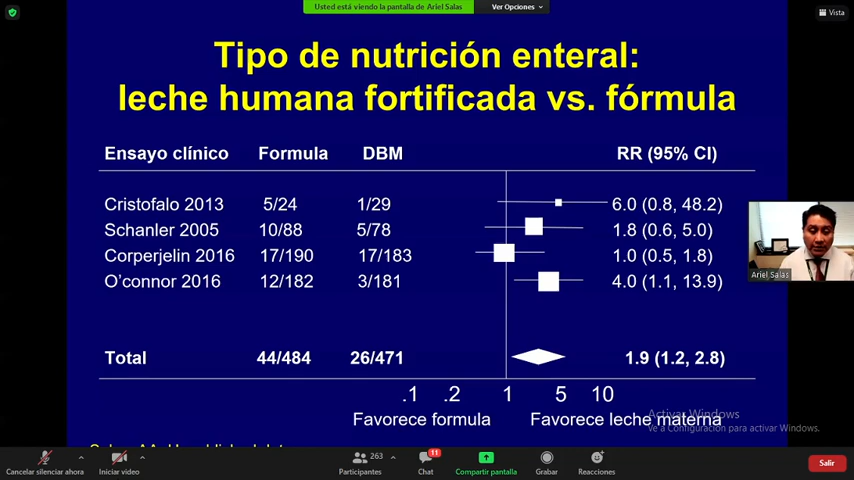 Usted está viendo la pantalla de Ariel Salas
Ver Opciones
Vista
Tipo de nutrición enteral:
leche humana fortificada vs. fórmula
Ensayo clínico Formula DBM RR (95% CI)
Cristofalo 2013 5/24 1/29 6.0 (0.8, 48.2)
Schanler 2005 10/88 5/78 1.8 (0.6, 5.0)
Corperjelin 2016 17/190 17/183 1.0 (0.5, 1.8)
O'connor 2016 12/182 3/181 4.0 (1.1, 13.9)
Ariel Salas
Total 44/484 26/471 1.9 (1.2, 2.8)
.1 .2 1 5 10
Favorece formula Favorece leche materna
Activar Windows
Ve a Configuración para activar Windows.
263
11
Cancelar silenciar ahora Iniciar video Participantes Chat Compartir pantalla Grabar Reacciones Salir